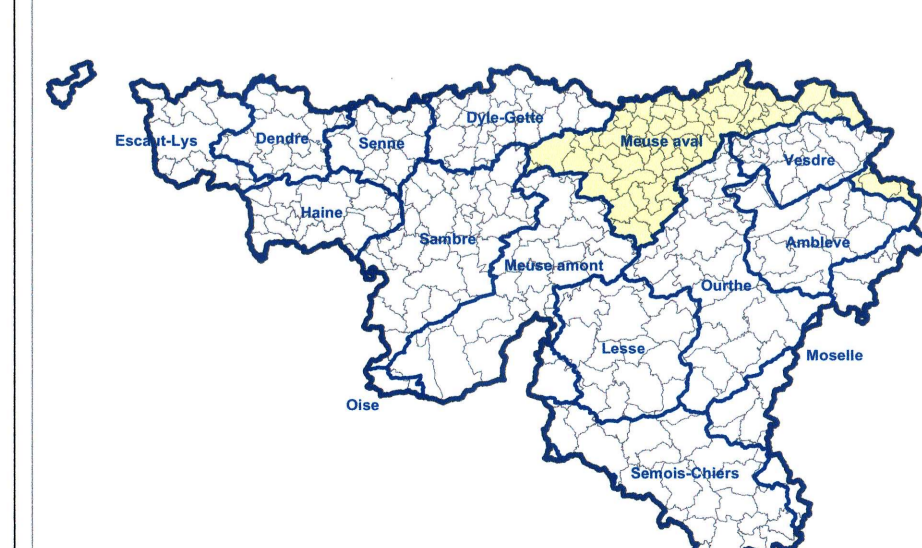 Escaut-Lys
Dendre
Senne
Dyle-Gette
Meuse aval
Vesdre
Haine
Sambre
Meuse amont
Amblève
Ourthe
Lesse
Moselle
Oise
Semois-Chiers